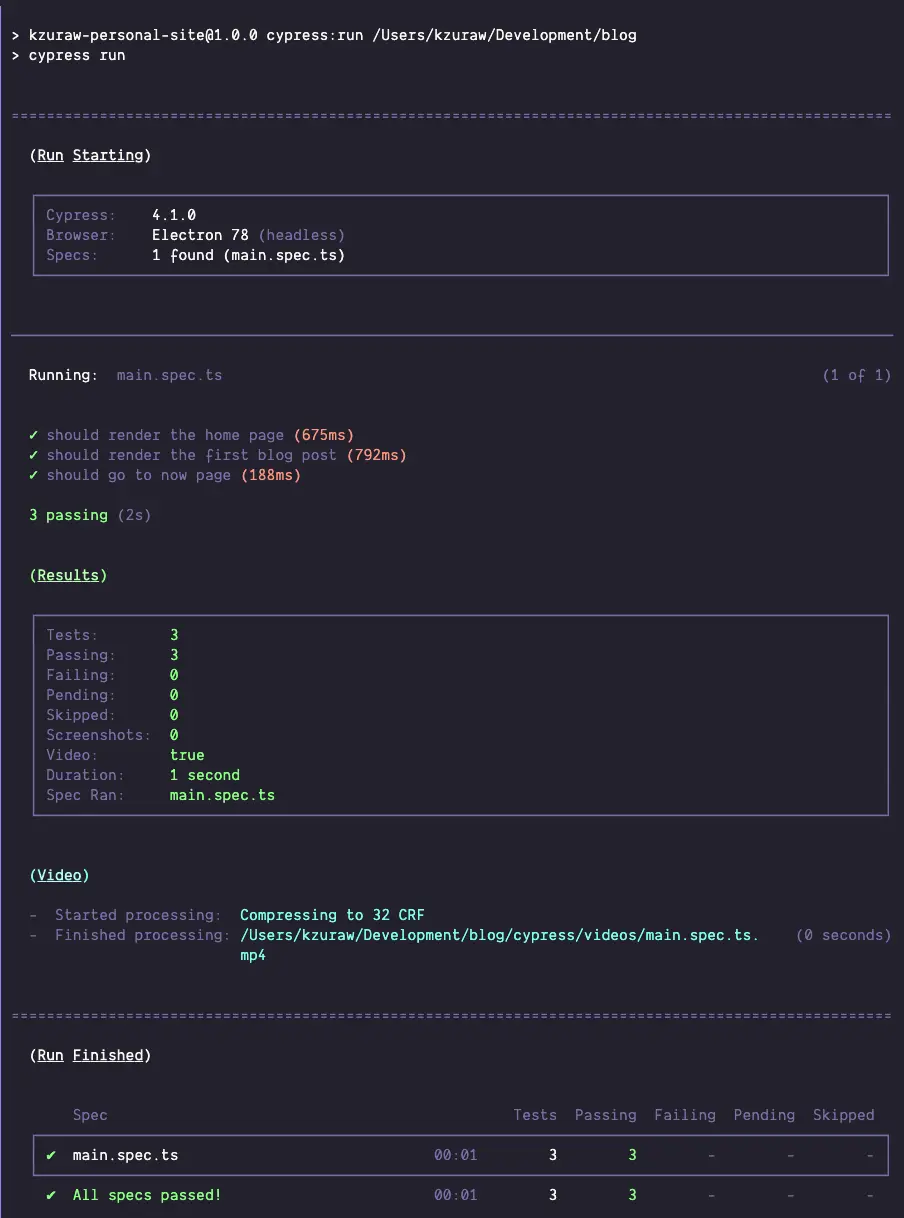 > kzuraw-personal-site@1.0.0 cypress:run /Users/kzuraw/Development/blog
> cypress run
====================================================================================================
(Run Starting)
Cypress: 4.1.0
Browser: Electron 78 (headless)
Specs: 1 found (main.spec.ts)
Running: main.spec.ts (1 of 1)
✓ should render the home page (675ms)
✓ should render the first blog post (792ms)
✓ should go to now page (188ms)
3 passing (2s)
(Results)
Tests: 3
Passing: 3
Failing: 0
Pending: 0
Skipped: 0
Screenshots: 0
Video: true
Duration: 1 second
Spec Ran: main.spec.ts
(Video)
- Started processing: Compressing to 32 CRF
- Finished processing: /Users/kzuraw/Development/blog/cypress/videos/main.spec.ts. (0 seconds)
mp4
====================================================================================================
(Run Finished)
Spec Tests Passing Failing Pending Skipped
✔ main.spec.ts 00:01 3 3 - - -
✔ All specs passed! 00:01 3 3 - - -